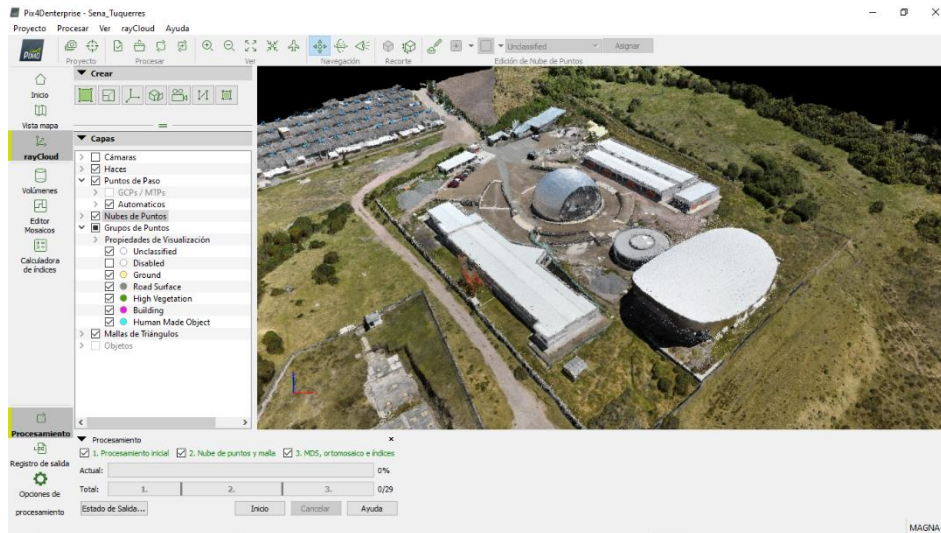 Pix4Denterprise - Sena_Tuquerres
Proyecto Procesar Ver rayCloud Ayuda
Proyecto Procesar Ver Navegación Recorte Edición de Nube de Puntos
Unclassified Asignar
Inicio
Vista mapa
rayCloud
Volúmenes
Editor
Mosaicos
Calculadora
de índices
Crear
Capas
Cámaras
Haces
Puntos de Paso
GCPs / MTPs
Automaticos
Nubes de Puntos
Grupos de Puntos
Propiedades de Visualización
Unclassified
Disabled
Ground
Road Surface
High Vegetation
Building
Human Made Object
Mallas de Triángulos
Objetos
Procesamiento
Registro de salida
Opciones de
procesamiento
Procesamiento
1. Procesamiento inicial 2. Nube de puntos y malla 3. MDS, ortomosaico e índices
Actual: 0%
Total: 1. 2. 3. 0/29
Estado de Salida... Inicio Cancelar Ayuda
MAGNA